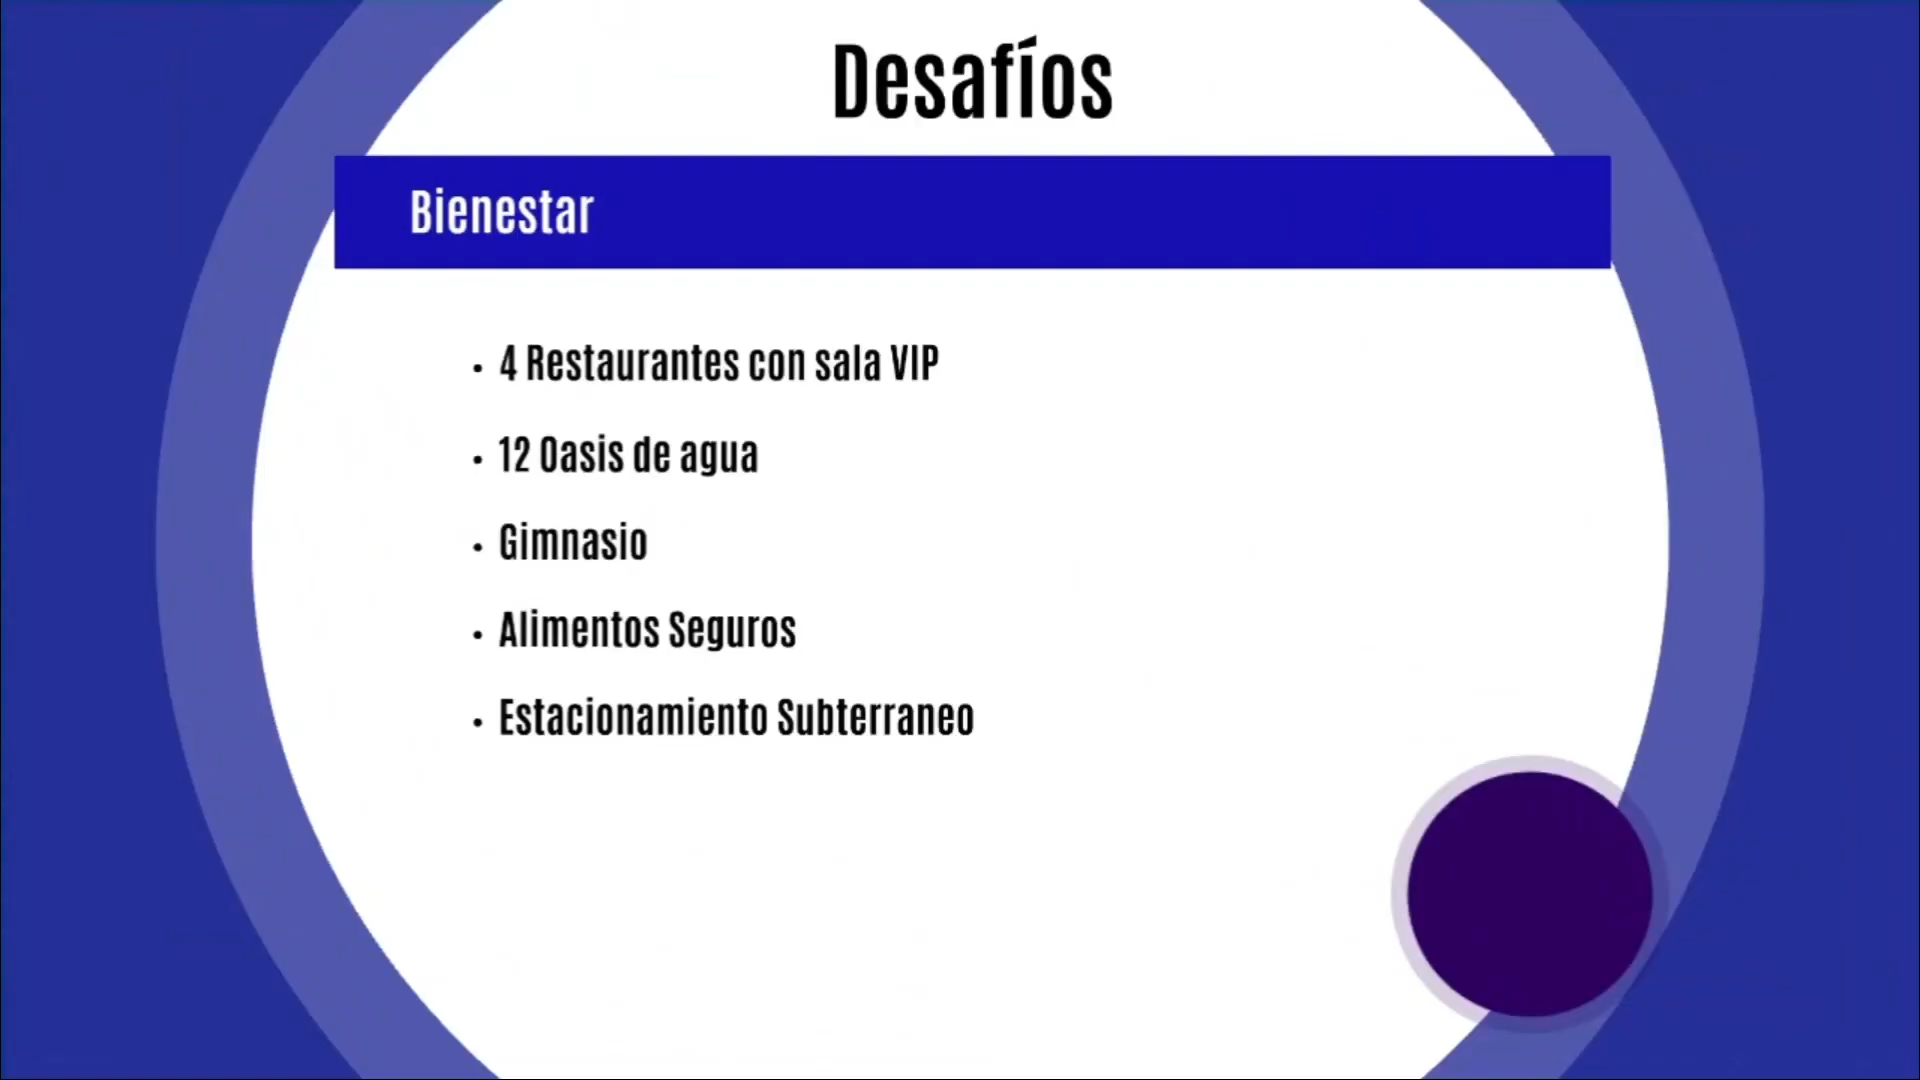 Desafíos
Bienestar
• 4 Restaurantes con sala VIP
• 12 Oasis de agua
• Gimnasio
• Alimentos Seguros
• Estacionamiento Subterraneo